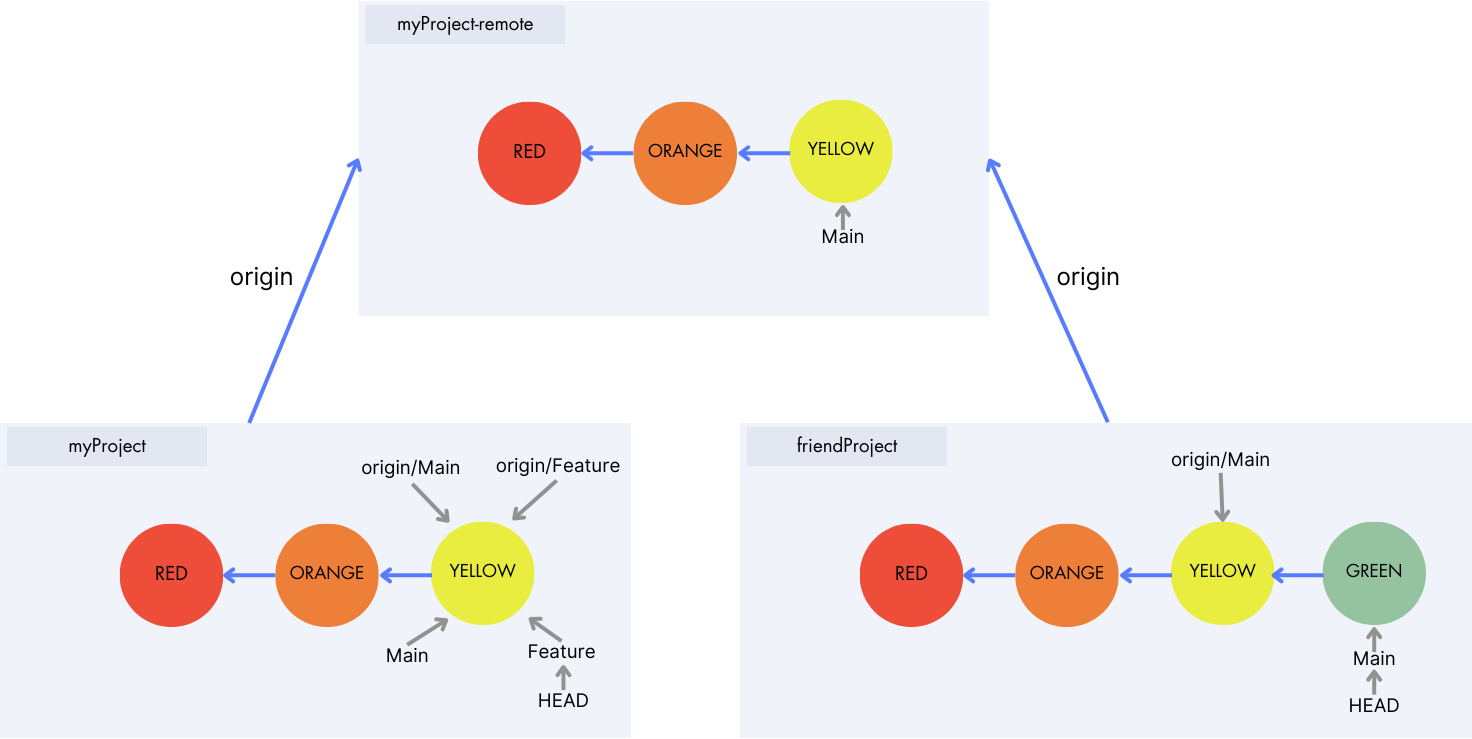 myProject-remote
RED
ORANGE
YELLOW
Main
origin
origin
myProject
origin/Main
origin/Feature
RED
ORANGE
YELLOW
Main
Feature
HEAD
friendProject
origin/Main
RED
ORANGE
YELLOW
GREEN
Main
HEAD